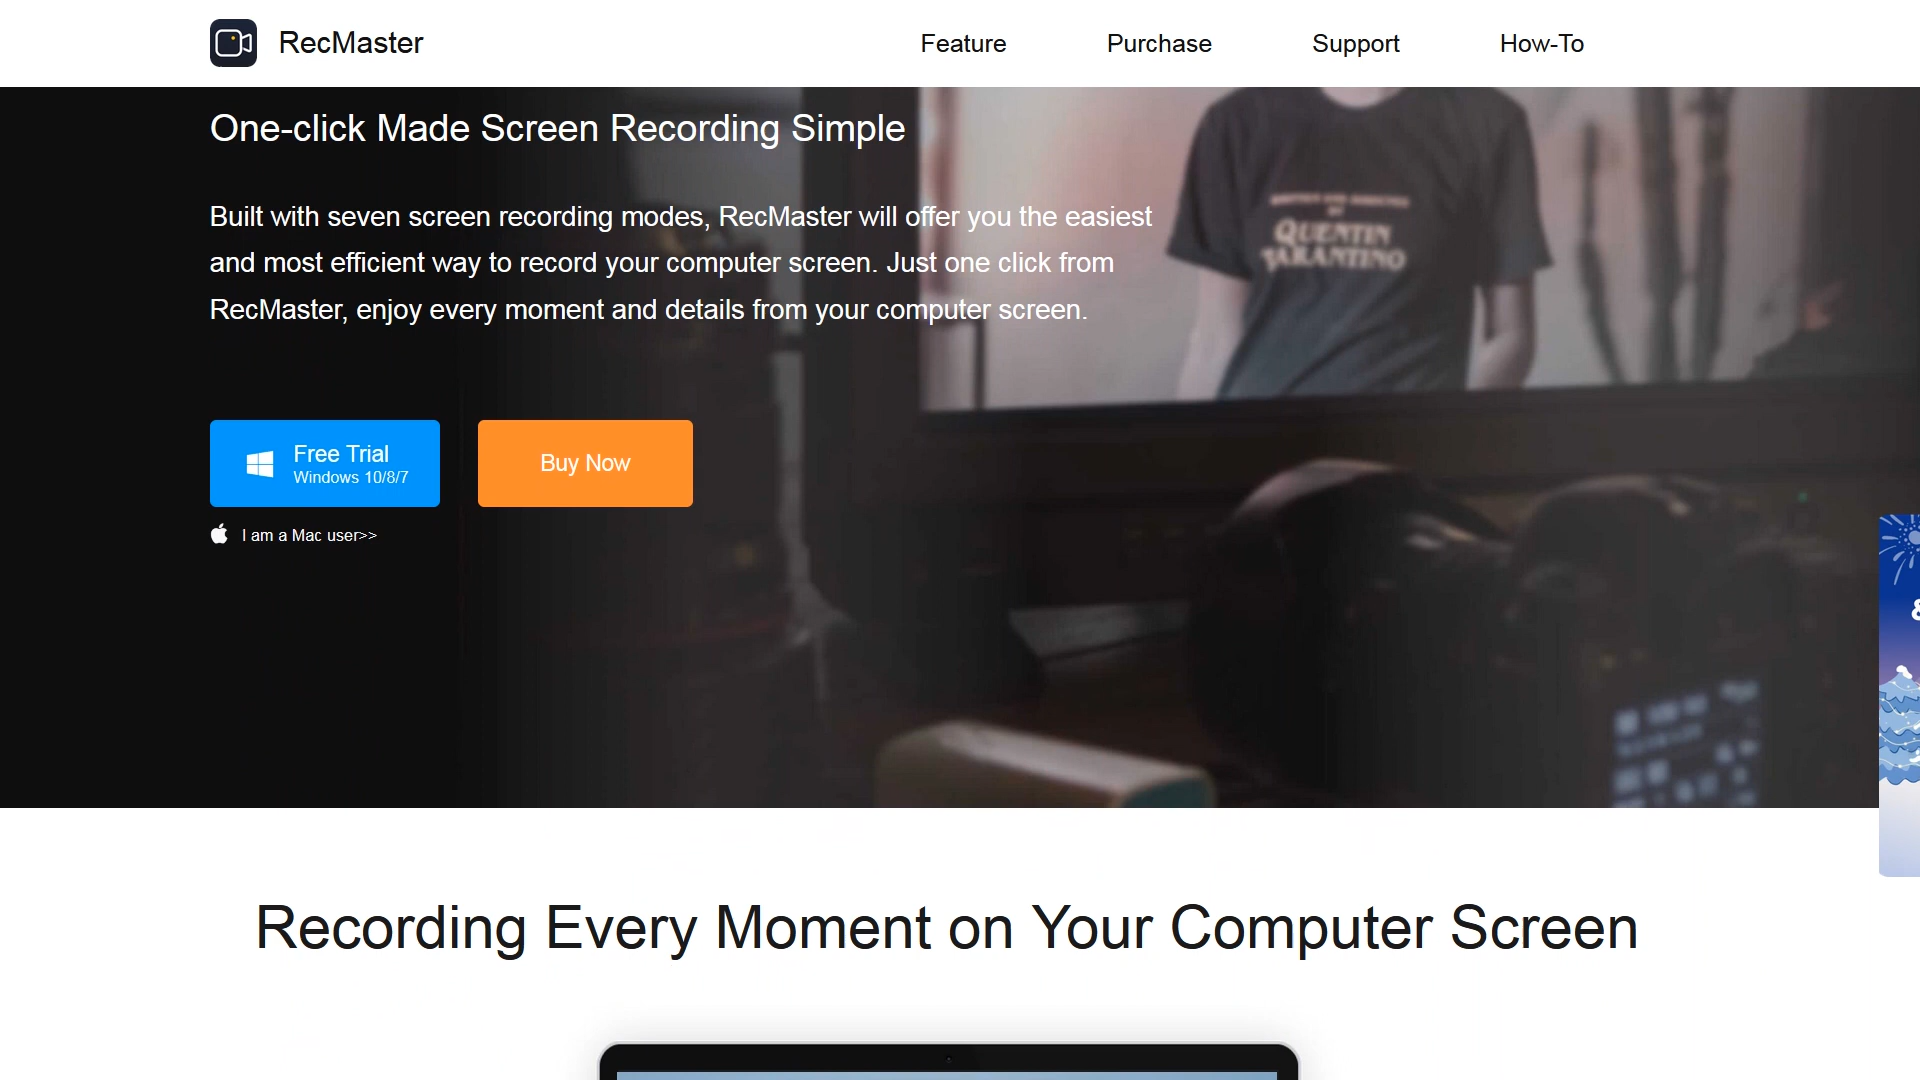 RecMaster
Feature
Purchase
Support
How-To
One-click Made Screen Recording Simple
Built with seven screen recording modes, RecMaster will offer you the easiest
and most efficient way to record your computer screen. Just one click from
RecMaster, enjoy every moment and details from your computer screen.
QUENTIN
TARANTINO
Free Trial
Windows 10/8/7
Buy Now
I am a Mac user>>
&
Recording Every Moment on Your Computer Screen